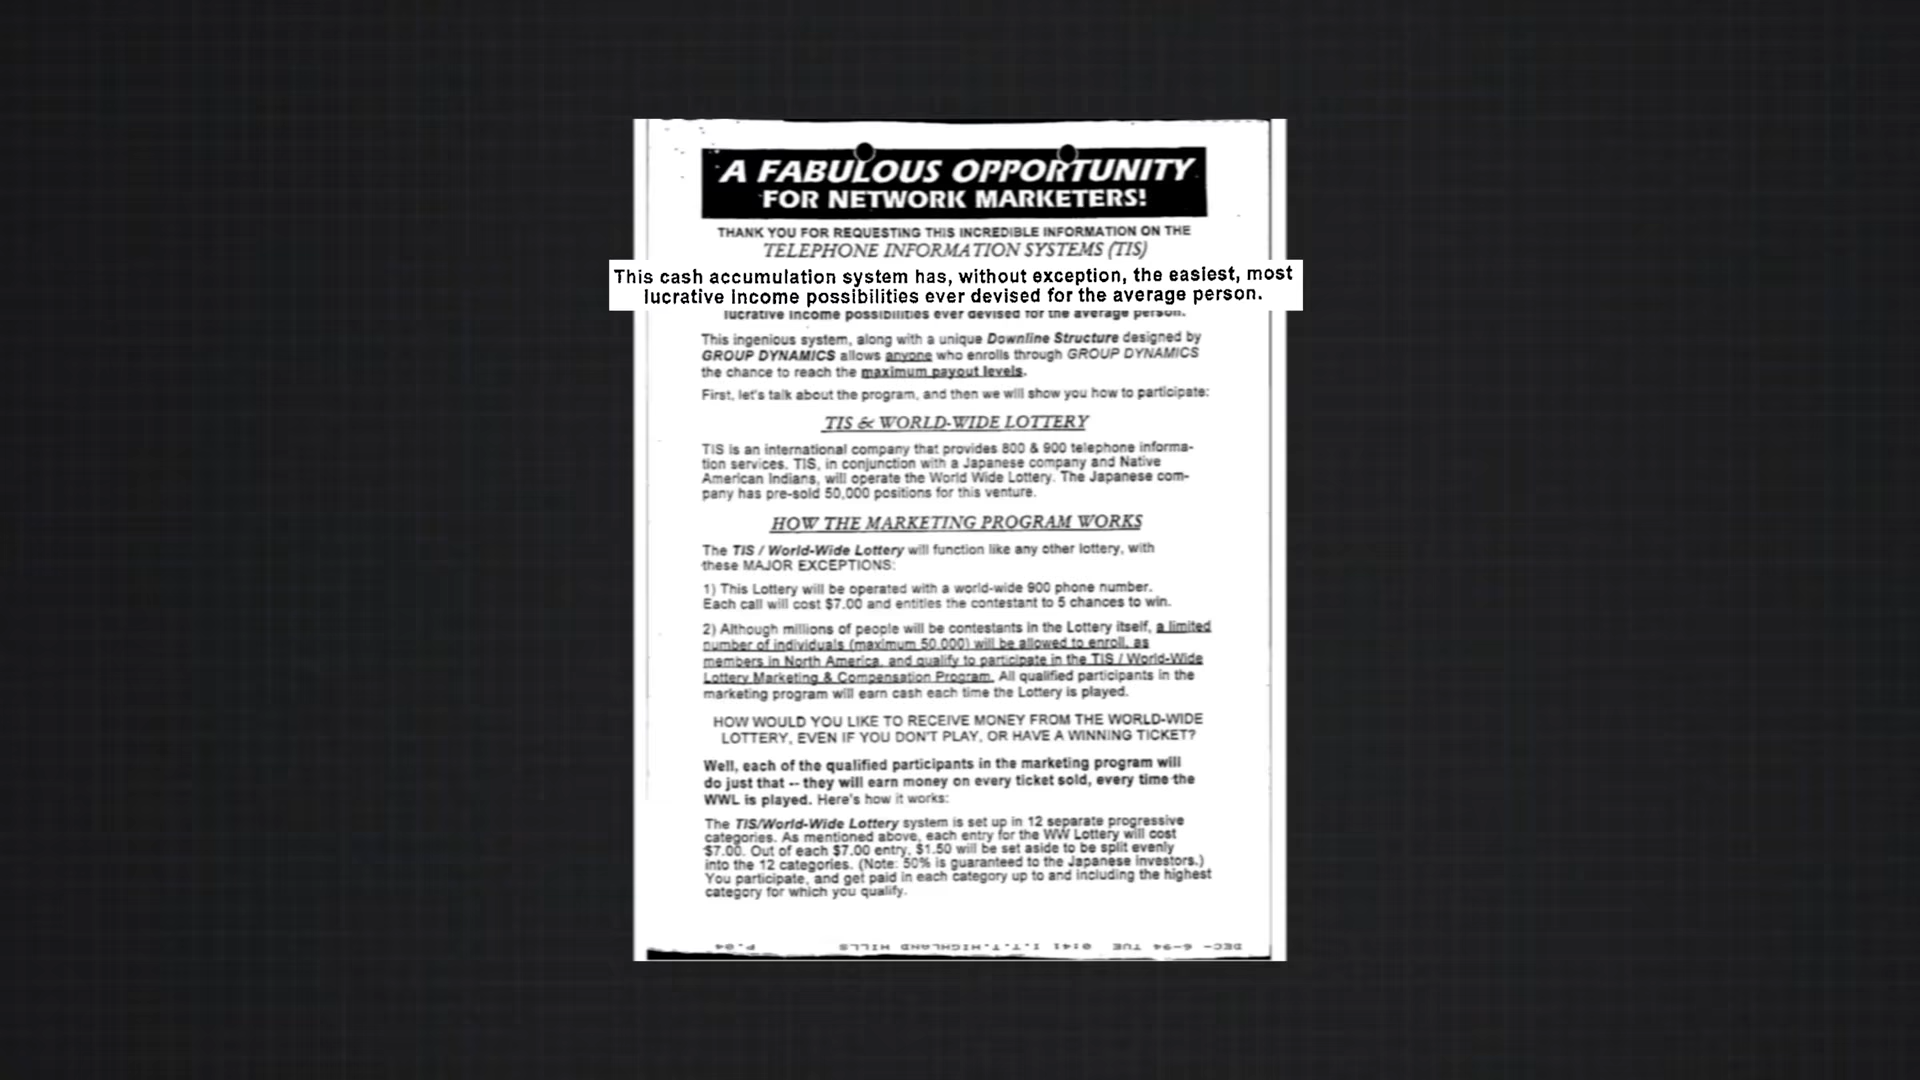 A FABULOUS OPPORTUNITY
FOR NETWORK MARKETERS!
THANK YOU FOR REQUESTING THIS INCREDIBLE INFORMATION ON THE
TELEPHONE INFORMATION SYSTEMS (TIS)
This cash accumulation system has, without exception, the easiest, most
lucrative Income possibilities ever devised for the average person.
lucrative Income possibilities ever devised for the average person.
This ingenious system, along with a unique Downline Structure designed by
GROUP DYNAMICS allows anyone who enrolls through GROUP DYNAMICS
the chance to reach the maximum payout levels.
First, let's talk about the program, and then we will show you how to participate:
TIS & WORLD-WIDE LOTTERY
TIS is an international company that provides 800 & 900 telephone informa-
tion services. TIS, in conjunction with a Japanese company and Native
American Indians, will operate the World Wide Lottery. The Japanese com-
pany has pre-sold 50,000 positions for this venture.
HOW THE MARKETING PROGRAM WORKS
The TIS / World-Wide Lottery will function like any other lottery, with
these MAJOR EXCEPTIONS:
1) This Lottery will be operated with a world-wide 900 phone number.
Each call will cost $7.00 and entitles the contestant to 5 chances to win.
2) Although millions of people will be contestants in the Lottery itself, a limited
number of individuals (maximum 50,000) will be allowed to enroll, as
members in North America, and qualify to participate in the TIS / World-Wide
Lottery Marketing & Compensation Program. All qualified participants in the
marketing program will earn cash each time the Lottery is played.
HOW WOULD YOU LIKE TO RECEIVE MONEY FROM THE WORLD-WIDE
LOTTERY, EVEN IF YOU DON'T PLAY, OR HAVE A WINNING TICKET?
Well, each of the qualified participants in the marketing program will
do just that -- they will earn money on every ticket sold, every time the
WWL is played. Here's how it works:
The TIS/World-Wide Lottery system is set up in 12 separate progressive
categories. As mentioned above, each entry for the WW Lottery will cost
$7.00. Out of each $7.00 entry, $1.50 will be set aside to be split evenly
into the 12 categories. (Note: 50% is guaranteed to the Japanese investors.)
You participate, and get paid in each category up to and including the highest
category for which you qualify.
DEC- 6-94 TUE 0:41 I.T.T.HIGHLAND HILLS P.04